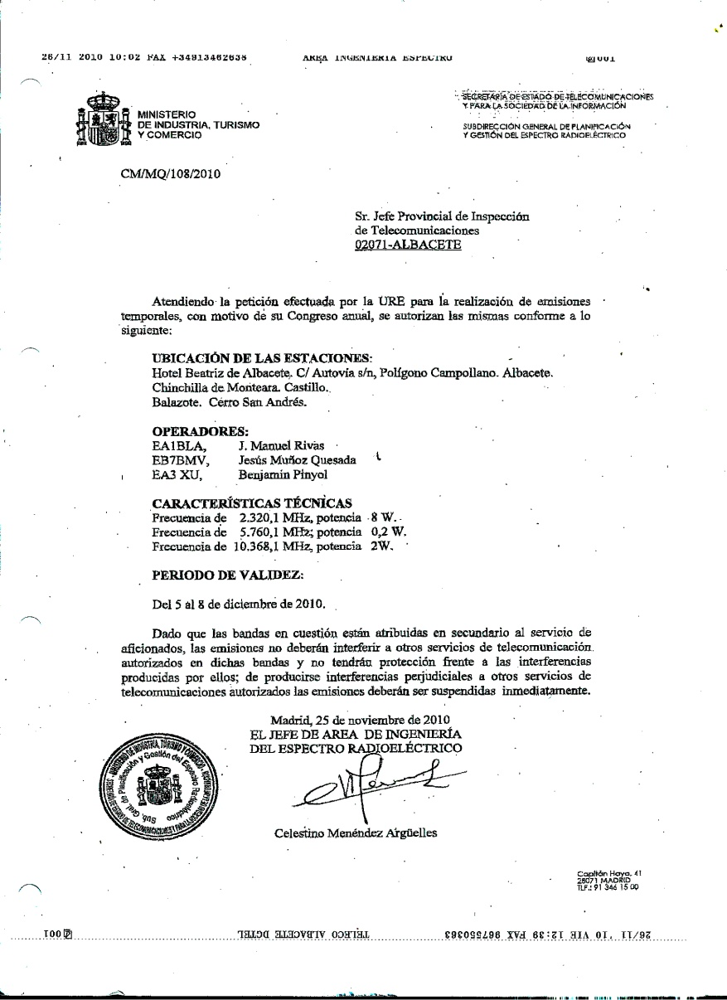 26/11 2010 10:02 FAX +34913462638 AREA INGENIERIA ESPECTRO 001
MINISTERIO
DE INDUSTRIA, TURISMO
Y COMERCIO
SECRETARÍA DE ESTADO DE TELECOMUNICACIONES
Y PARA LA SOCIEDAD DE LA INFORMACIÓN
SUBDIRECCIÓN GENERAL DE PLANIFICACIÓN
Y GESTIÓN DEL ESPECTRO RADIOELÉCTRICO
CM/MQ/108/2010
Sr. Jefe Provincial de Inspección
de Telecomunicaciones
02071-ALBACETE
Atendiendo la petición efectuada por la URE para la realización de emisiones
temporales, con motivo de su Congreso anual, se autorizan las mismas conforme a lo
siguiente:
UBICACIÓN DE LAS ESTACIONES:
Hotel Beatriz de Albacete. C/ Autovía s/n, Polígono Campollano. Albacete.
Chinchilla de Monteara. Castillo.
Balazote. Cerro San Andrés.
OPERADORES:
EA1BLA, J. Manuel Rivas
EB7BMV, Jesús Muñoz Quesada
EA3 XU, Benjamin Pinyol
CARACTERÍSTICAS TÉCNICAS
Frecuencia de 2.320,1 MHz, potencia 8 W.
Frecuencia de 5.760,1 MHz; potencia 0,2 W.
Frecuencia de 10.368,1 MHz, potencia 2W.
PERIODO DE VALIDEZ:
Del 5 al 8 de diciembre de 2010.
Dado que las bandas en cuestión están atribuidas en secundario al servicio de
aficionados, las emisiones no deberán interferir a otros servicios de telecomunicación
autorizados en dichas bandas y no tendrán protección frente a las interferencias
producidas por ellos; de producirse interferencias perjudiciales a otros servicios de
telecomunicaciones autorizados las emisiones deberán ser suspendidas inmediatamente.
Madrid, 25 de noviembre de 2010
EL JEFE DE AREA DE INGENIERÍA
DEL ESPECTRO RADIOELÉCTRICO
MINISTERIO DE INDUSTRIA, TURISMO Y COMERCIO
Sub. Gral. de Planificación y Gestión del Espectro Radioeléctrico
Celestino Menéndez Argüelles
Capitán Haya, 41
28071 MADRID
TLF.: 91 346 15 00
26/11 '10 VIE 12:39 FAX 967550363 TELECO ALBACETE DGTEL 001